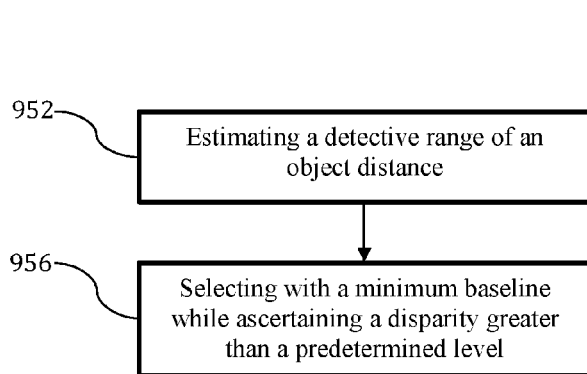 952
Estimating a detective range of an
object distance
956
Selecting with a minimum baseline
while ascertaining a disparity greater
than a predetermined level